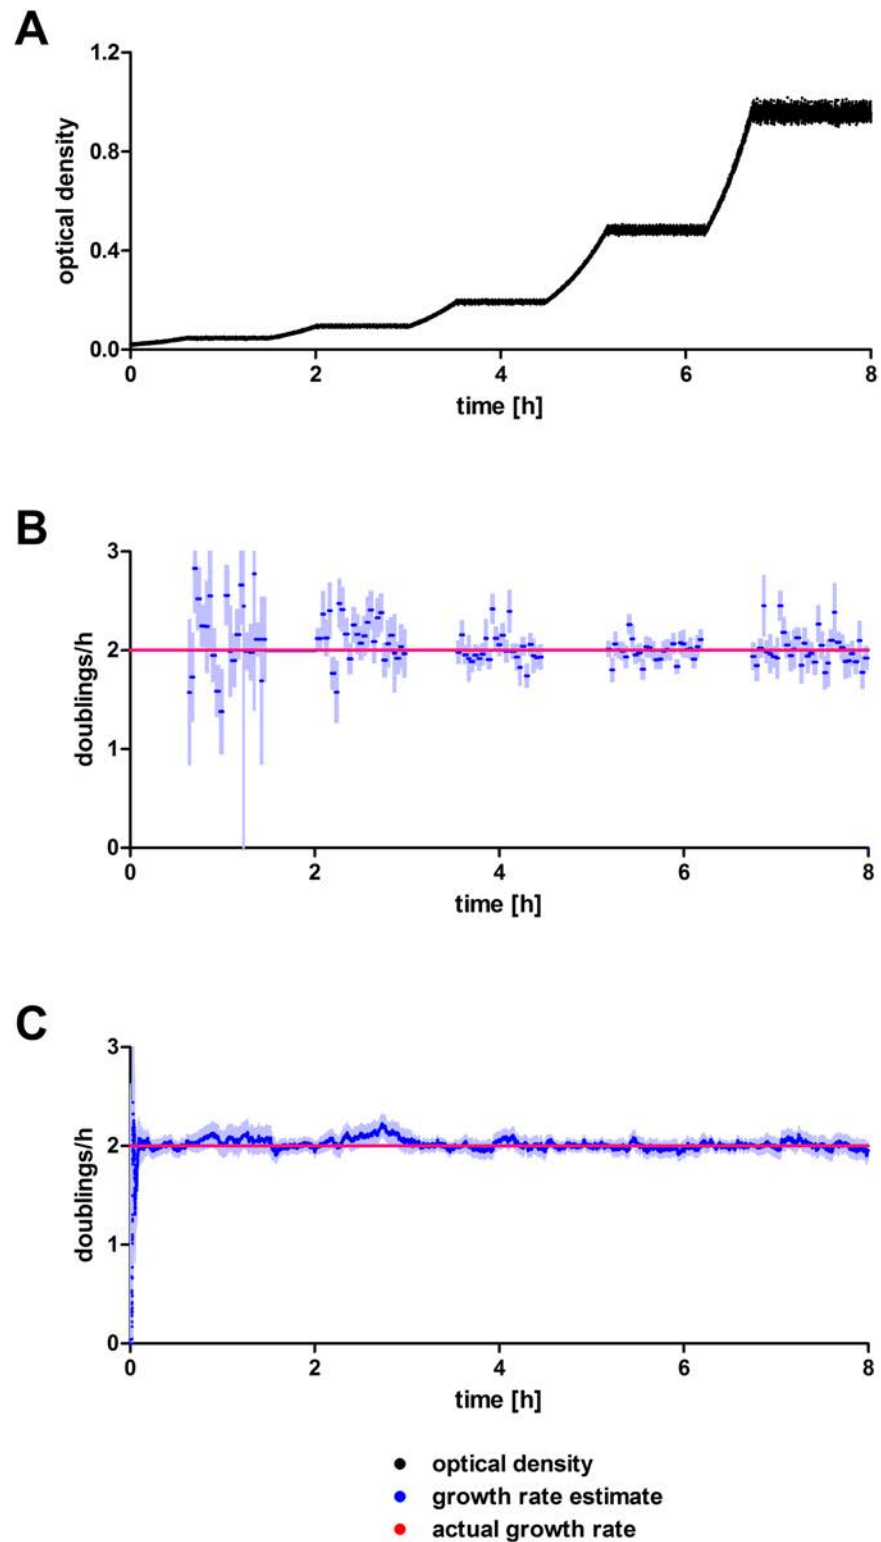 A
1.2
0.8
0.4
0.0
optical density
0 2 4 6 8
time [h]
B
3
2
1
0
doublings/h
0 2 4 6 8
time [h]
C
3
2
1
0
doublings/h
0 2 4 6 8
time [h]
optical density
growth rate estimate
actual growth rate